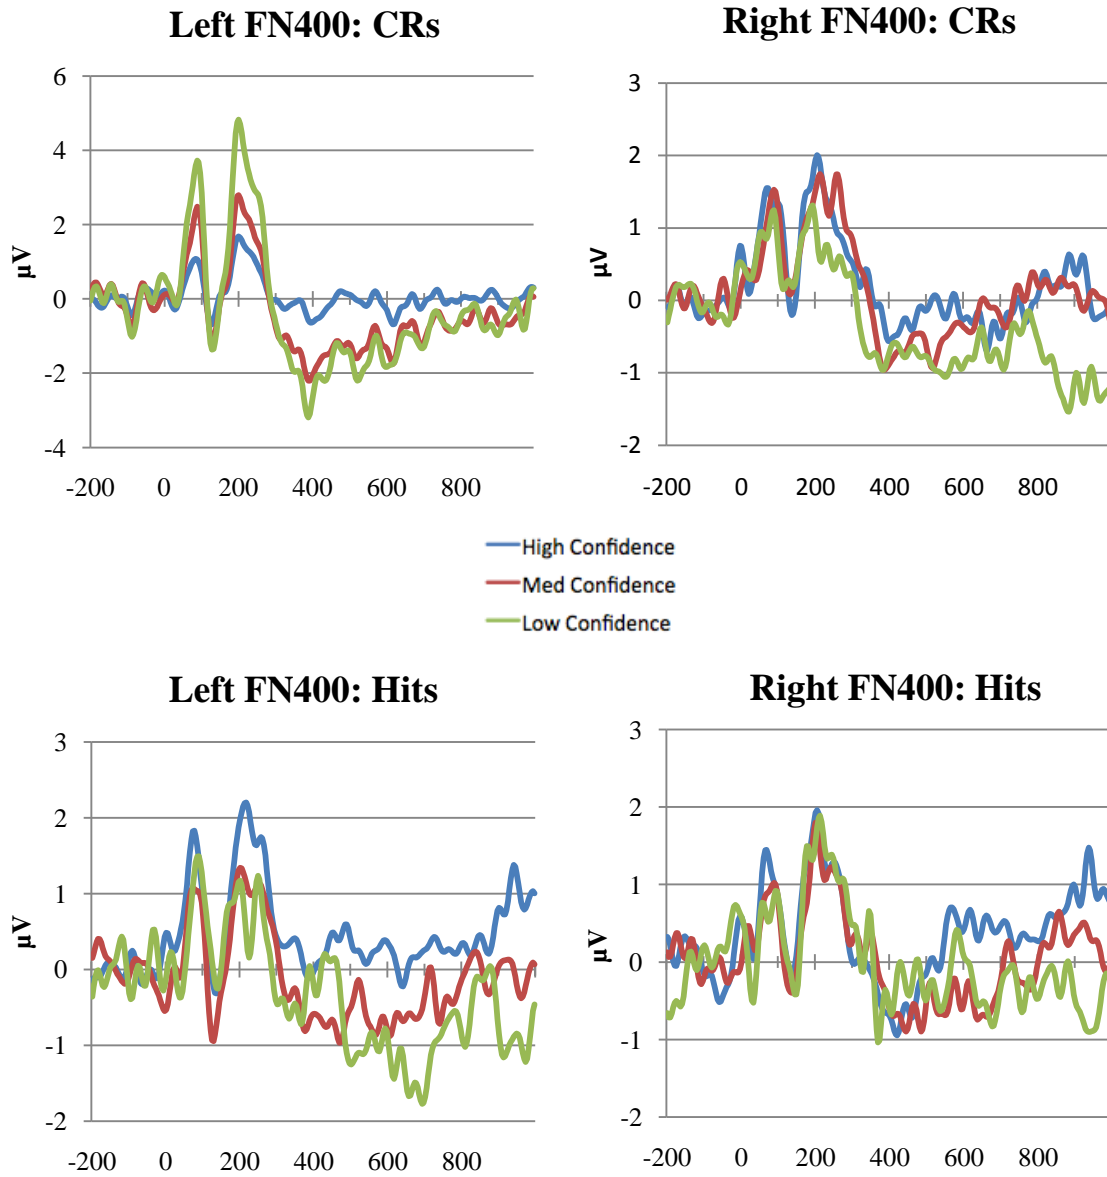 Left FN400: CRs
6
4
2
0
-2
-4
µV
-200 0 200 400 600 800
Right FN400: CRs
3
2
1
0
-1
-2
µV
-200 0 200 400 600 800
High Confidence
Med Confidence
Low Confidence
Left FN400: Hits
3
2
1
0
-1
-2
µV
-200 0 200 400 600 800
Right FN400: Hits
3
2
1
0
-1
-2
µV
-200 0 200 400 600 800